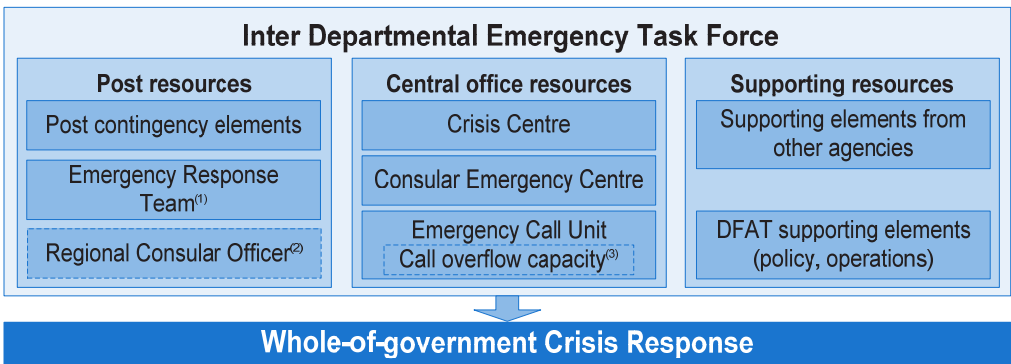 Inter Departmental Emergency Task Force
Post resources
Post contingency elements
Emergency Response
Team(1)
Regional Consular Officer(2)
Central office resources
Crisis Centre
Consular Emergency Centre
Emergency Call Unit
Call overflow capacity(3)
Supporting resources
Supporting elements from
other agencies
DFAT supporting elements
(policy, operations)
Whole-of-government Crisis Response